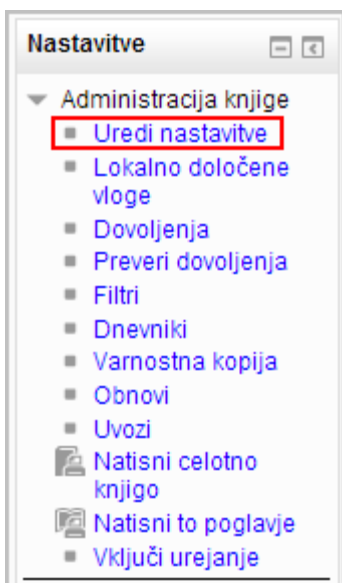 Nastavitve
Administracija knjige
Uredi nastavitve
Lokalno določene
vloge
Dovoljenja
Preveri dovoljenja
Filtri
Dnevniki
Varnostna kopija
Obnovi
Uvozi
Natisni celotno
knjigo
Natisni to poglavje
Vključi urejanje